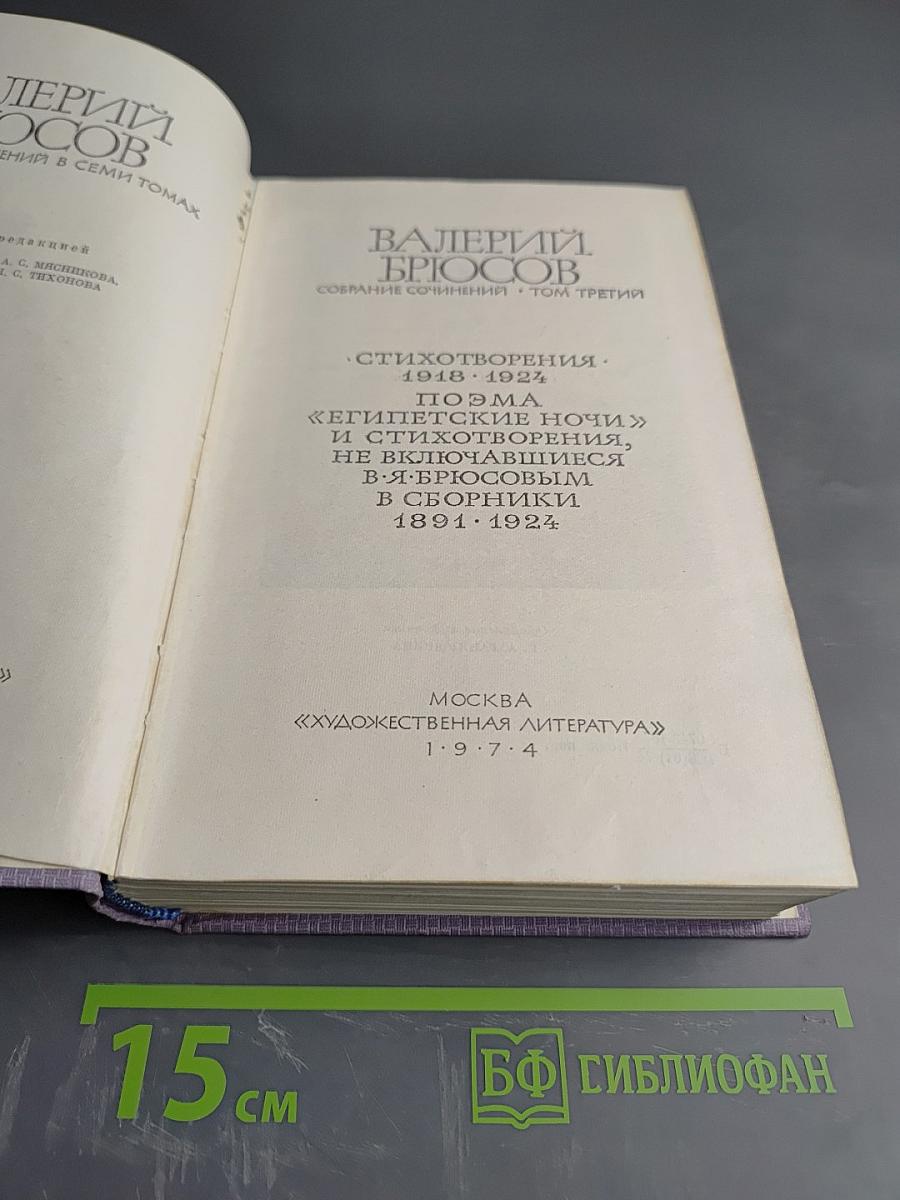 ЛЕРИЙ
ЮСОВ
ЕНИЙ В СЕМИ ТОМАХ
редакцией
А. С. МЯСНИКОВА,
С. ТИХОНОВА
»
ВАЛЕРИЙ
БРЮСОВ
СОБРАНИЕ СОЧИНЕНИЙ • ТОМ ТРЕТИЙ
·СТИХОТВОРЕНИЯ·
1918·1924
ПОЭМА
«ЕГИПЕТСКИЕ НОЧИ»
И СТИХОТВОРЕНИЯ,
НЕ ВКЛЮЧАВШИЕСЯ
В·Я·БРЮСОВЫМ
В СБОРНИКИ
1891·1924
МОСКВА
«ХУДОЖЕСТВЕННАЯ ЛИТЕРАТУРА»
1·9·7·4
15 СМ
БФ БИБЛИОФАН